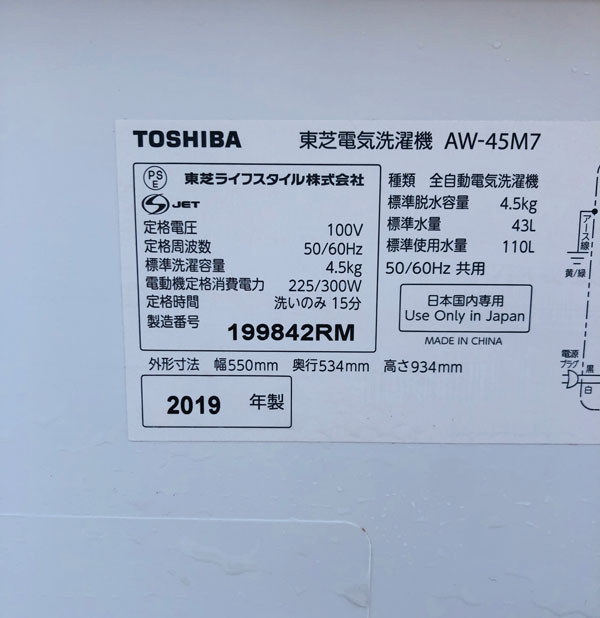 TOSHIBA 東芝電気洗濯機 AW-45M7
PS
E
東芝ライフスタイル株式会社
S JET
定格電圧 100V
定格周波数 50/60Hz
標準洗濯容量 4.5kg
電動機定格消費電力 225/300W
定格時間 洗いのみ 15分
製造番号 199842RM
種類 全自動電気洗濯機
標準脱水容量 4.5kg
標準水量 43L
標準使用水量 110L
50/60Hz 共用
日本国内専用
Use Only in Japan
MADE IN CHINA
外形寸法 幅550mm 奥行534mm 高さ934mm
2019 年製
アース線
黄/緑
電源
プラグ
黒
白